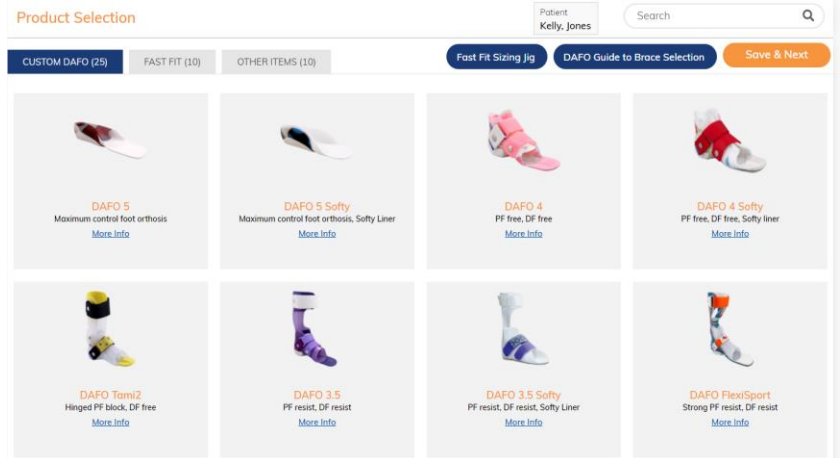 Product Selection
Patient
Kelly, Jones
Search
CUSTOM DAFO (25)
FAST FIT (10)
OTHER ITEMS (10)
Fast Fit Sizing Jig
DAFO Guide to Brace Selection
Save & Next
DAFO 5
Maximum control foot orthosis
More Info
DAFO 5 Softy
Maximum control foot orthosis, Softy Liner
More Info
DAFO 4
PF free, DF free
More Info
DAFO 4 Softy
PF free, DF free, Softy liner
More Info
DAFO Tami2
Hinged PF block, DF free
More Info
DAFO 3.5
PF resist, DF resist
More Info
DAFO 3.5 Softy
PF resist, DF resist, Softy Liner
More Info
DAFO FlexiSport
Strong PF resist, DF resist
More Info